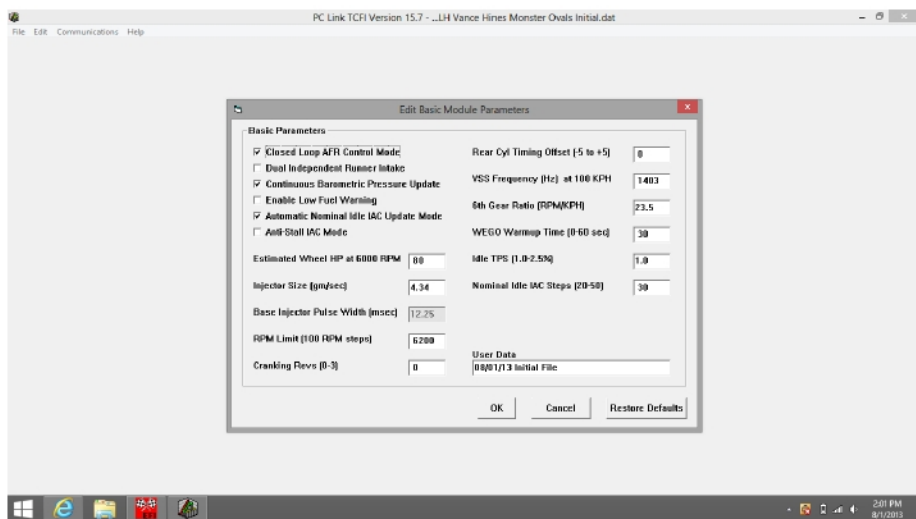 PC Link TCFI Version 15.7 - ...LH Vance Hines Monster Ovals Initial.dat
File Edit Communications Help
Edit Basic Module Parameters
Basic Parameters
Closed Loop AFR Control Mode
Dual Independent Runner Intake
Continuous Barometric Pressure Update
Enable Low Fuel Warning
Automatic Nominal Idle IAC Update Mode
Anti-Stall IAC Mode
Estimated Wheel HP at 6000 RPM 80
Injector Size (gm/sec) 4.34
Base Injector Pulse Width (msec) 12.25
RPM Limit (100 RPM steps) 6200
Cranking Revs (0-3) 0
Rear Cyl Timing Offset (-5 to +5) 0
VSS Frequency (Hz) at 100 KPH 1403
6th Gear Ratio (RPM/KPH) 23.5
WEGO Warmup Time (0-60 sec) 30
Idle TPS (1.0-2.5%) 1.0
Nominal Idle IAC Steps (20-50) 30
User Data
08/01/13 Initial File
OK Cancel Restore Defaults
2:01 PM
8/1/2013